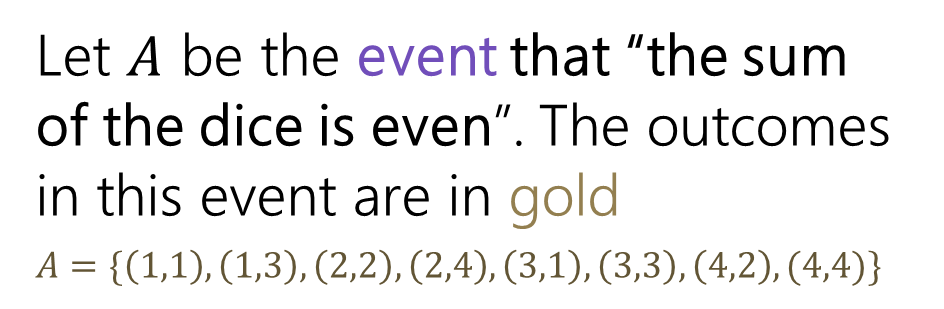 Let 𝐴 be the event that “the sum
of the dice is even”. The outcomes
in this event are in gold
𝐴 = {(1,1), (1,3), (2,2), (2,4), (3,1), (3,3), (4,2), (4,4)}